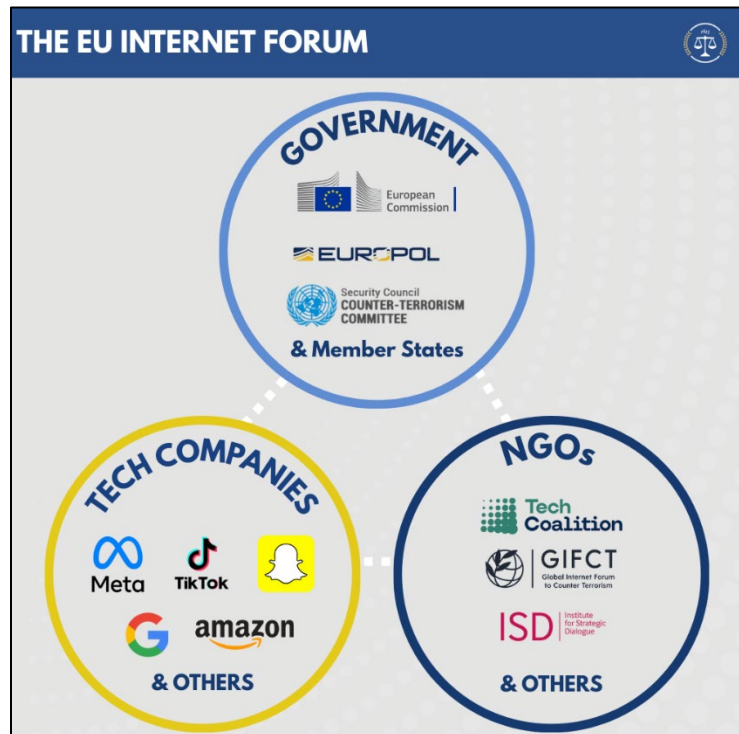 THE EU INTERNET FORUM
GOVERNMENT
European
Commission
EUROPOL
Security Council
COUNTER-TERRORISM
COMMITTEE
& Member States
TECH COMPANIES
Meta
TikTok
G
amazon
& OTHERS
NGOs
Tech
Coalition
GIFCT
Global Internet Forum
to Counter Terrorism
ISD
Institute
for Strategic
Dialogue
& OTHERS